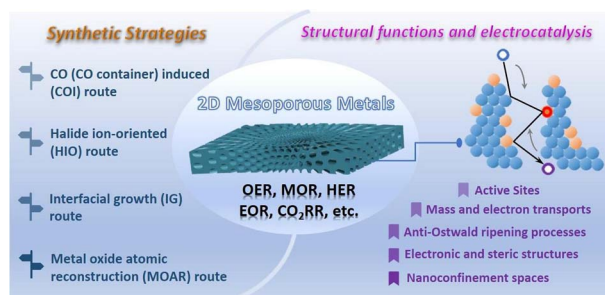 Synthetic Strategies
CO (CO container) induced
(COI) route
Halide ion-oriented
(HIO) route
Interfacial growth (IG)
route
Metal oxide atomic
reconstruction (MOAR) route
2D Mesoporous Metals
OER, MOR, HER
EOR, CO₂RR, etc.
Structural functions and electrocatalysis
Active Sites
Mass and electron transports
Anti-Ostwald ripening processes
Electronic and steric structures
Nanoconfinement spaces